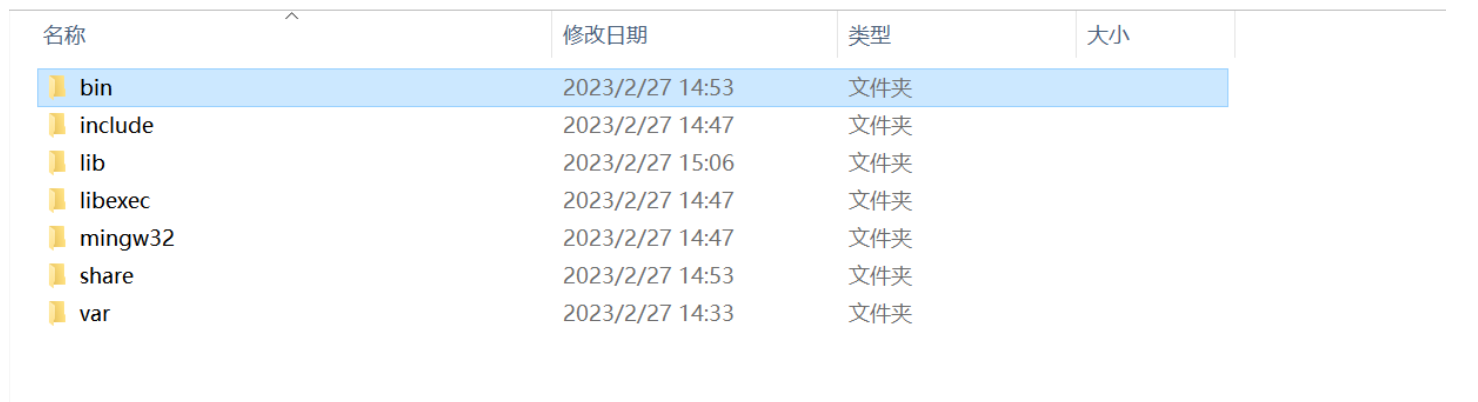 名称 修改日期 类型 大小
bin 2023/2/27 14:53 文件夹
include 2023/2/27 14:47 文件夹
lib 2023/2/27 15:06 文件夹
libexec 2023/2/27 14:47 文件夹
mingw32 2023/2/27 14:47 文件夹
share 2023/2/27 14:53 文件夹
var 2023/2/27 14:33 文件夹